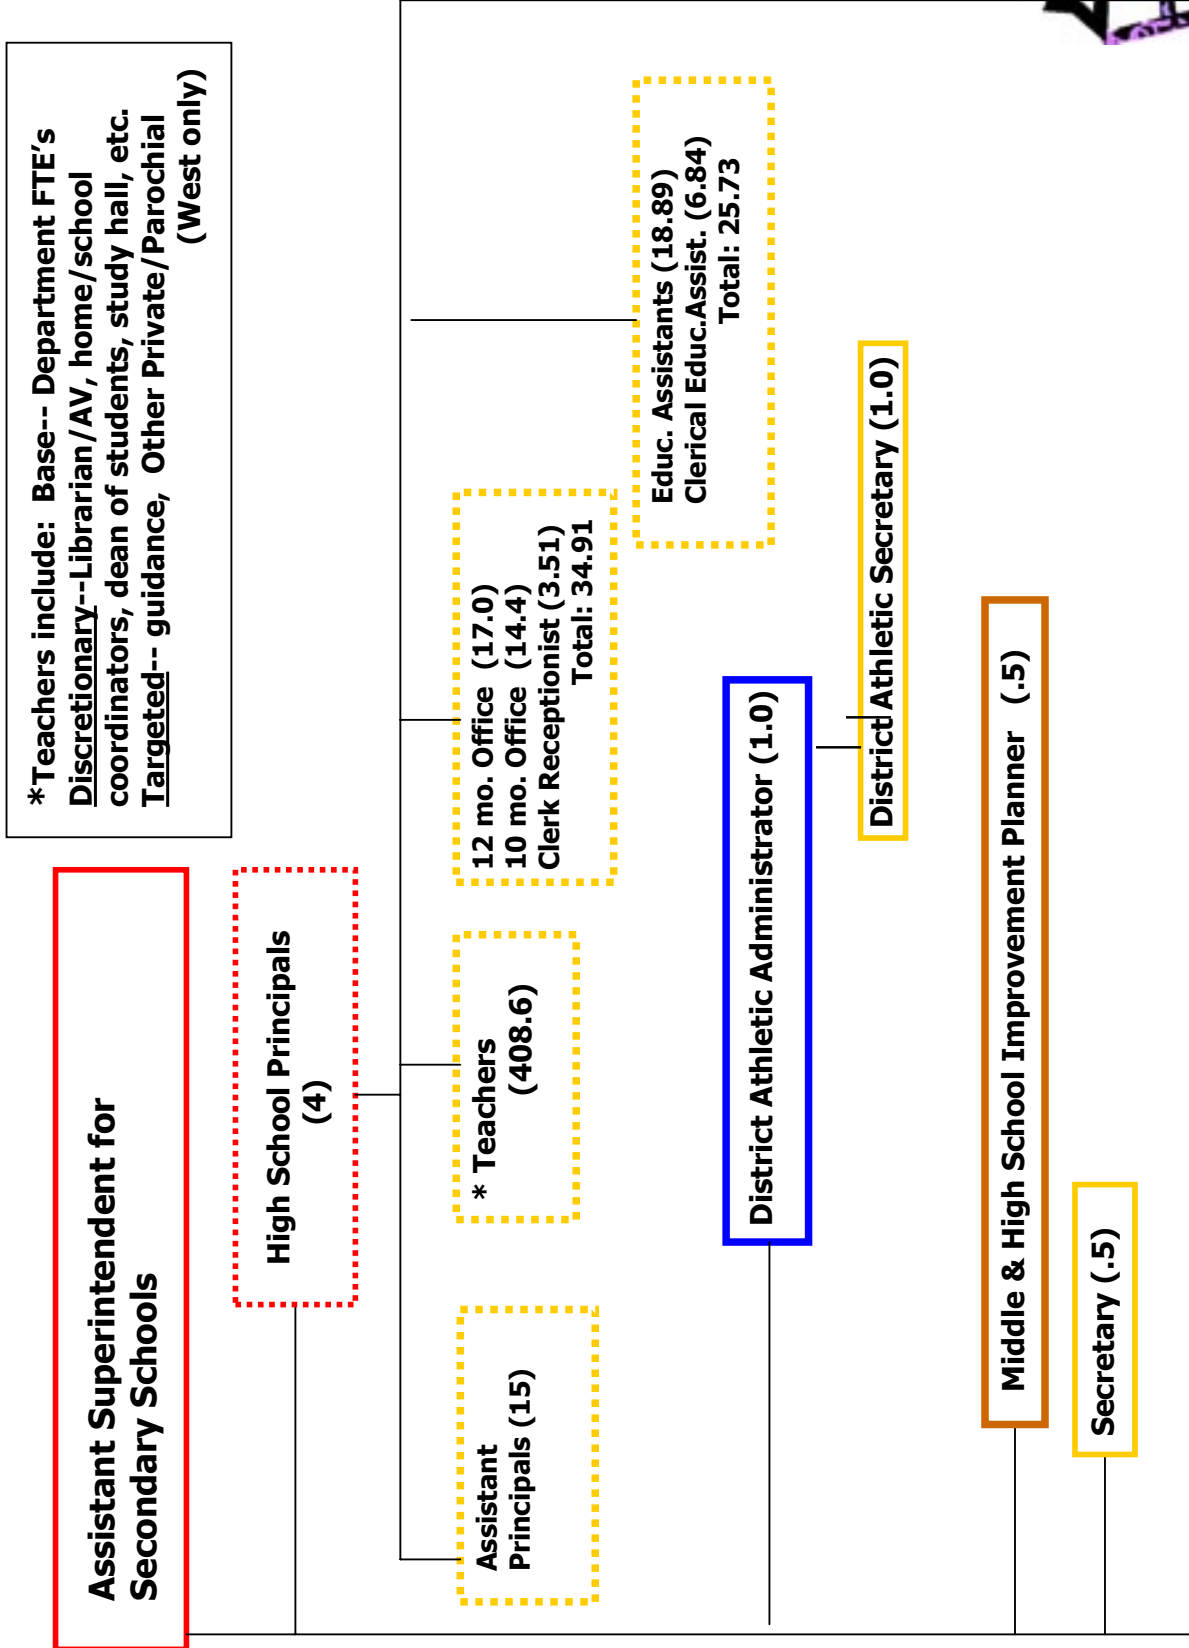 *Teachers include: Base-- Department FTE's
Discretionary--Librarian/AV, home/school
coordinators, dean of students, study hall, etc.
Targeted-- guidance, Other Private/Parochial
(West only)
Assistant Superintendent for
Secondary Schools
High School Principals
(4)
Assistant
Principals (15)
* Teachers
(408.6)
12 mo. Office (17.0)
10 mo. Office (14.4)
Clerk Receptionist (3.51)
Total: 34.91
Educ. Assistants (18.89)
Clerical Educ.Assist. (6.84)
Total: 25.73
District Athletic Administrator (1.0)
District Athletic Secretary (1.0)
Middle & High School Improvement Planner (.5)
Secretary (.5)